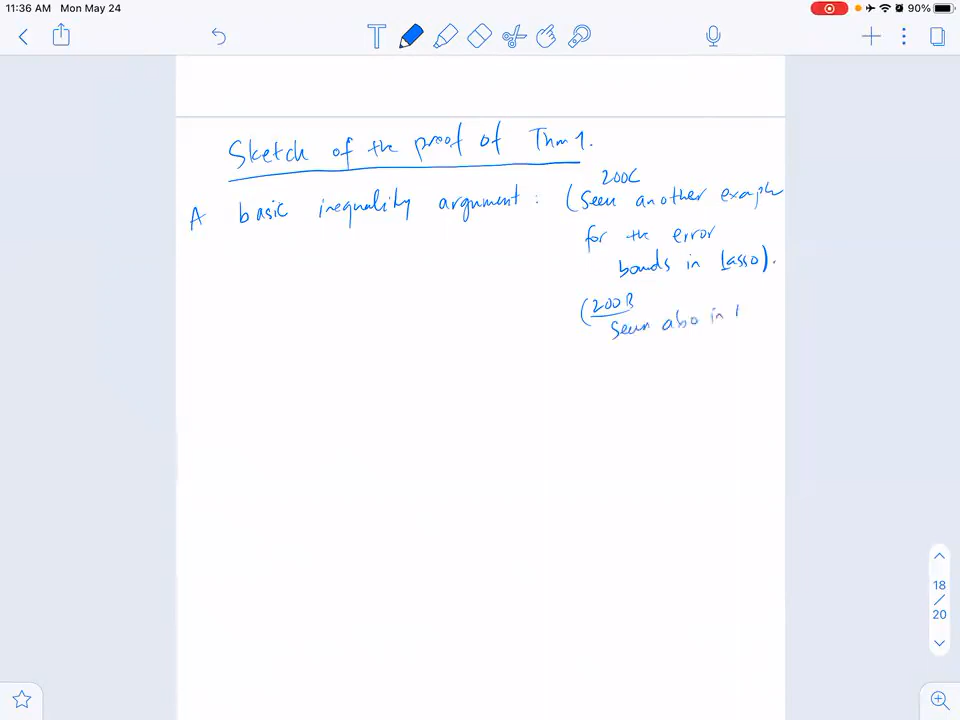 11:36 AM Mon May 24
90%
Sketch of the proof of Thm 1.
200C
A basic inequality argument : (Seen another example
for the error
bounds in Lasso).
(200B
Seen also in
18
/
20